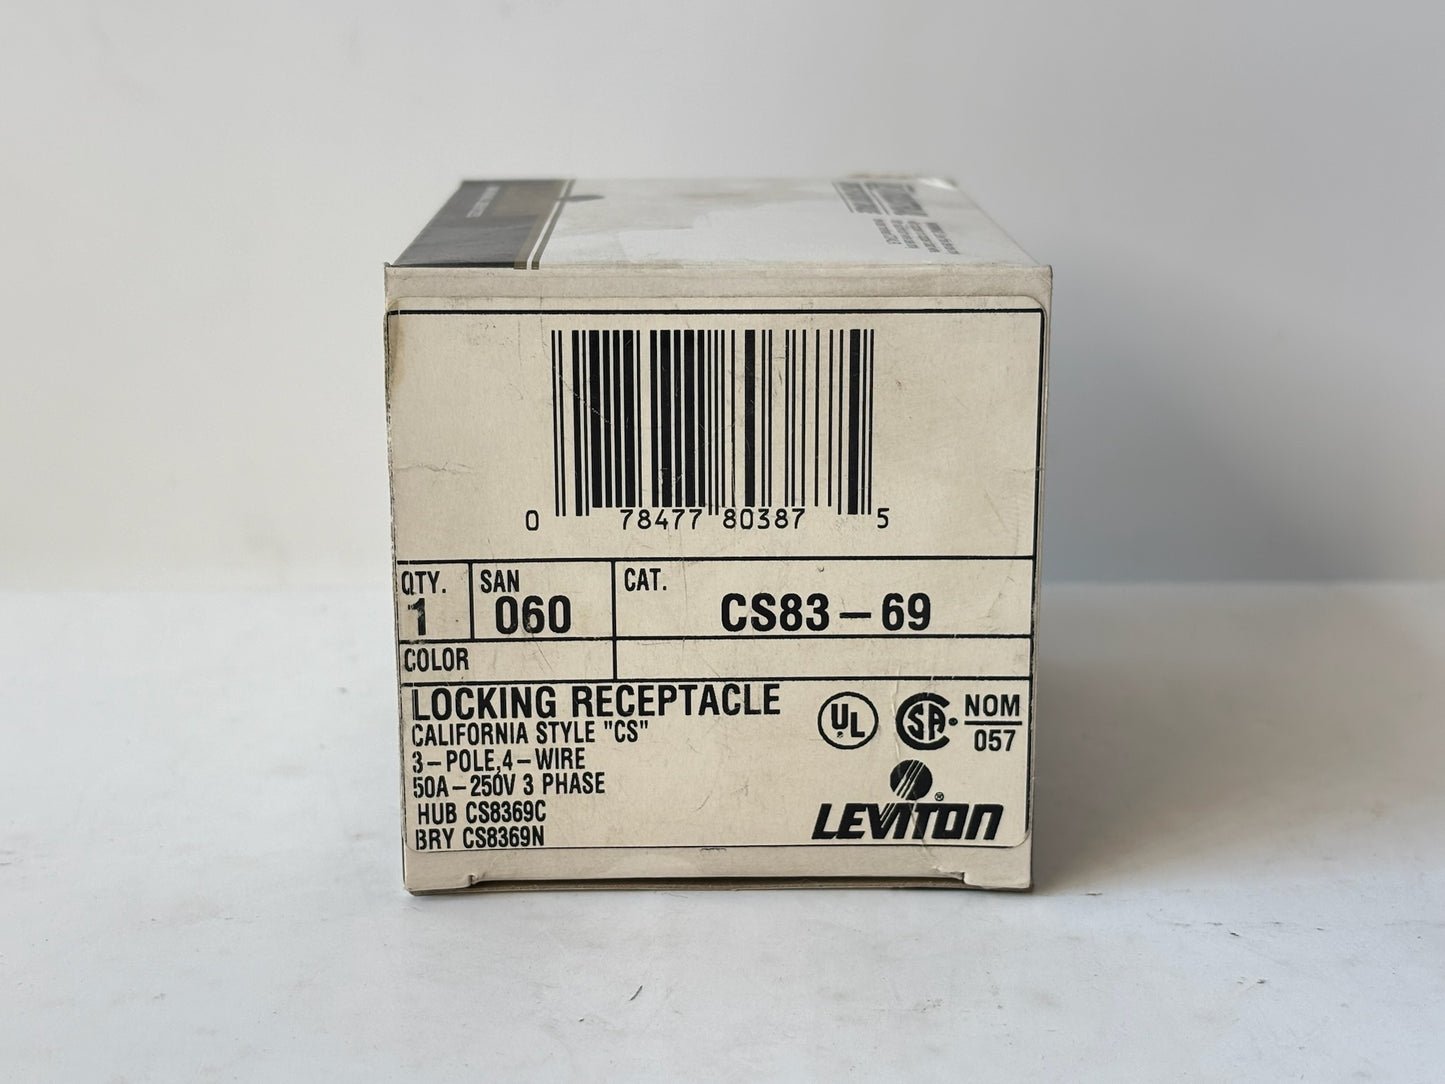 0 78477 80387 5
QTY. SAN CAT.
1 060 CS83-69
COLOR
LOCKING RECEPTACLE
CALIFORNIA STYLE "CS"
3-POLE,4-WIRE
50A-250V 3 PHASE
HUB CS8369C
BRY CS8369N
UL
SA
NOM
057
LEVITON